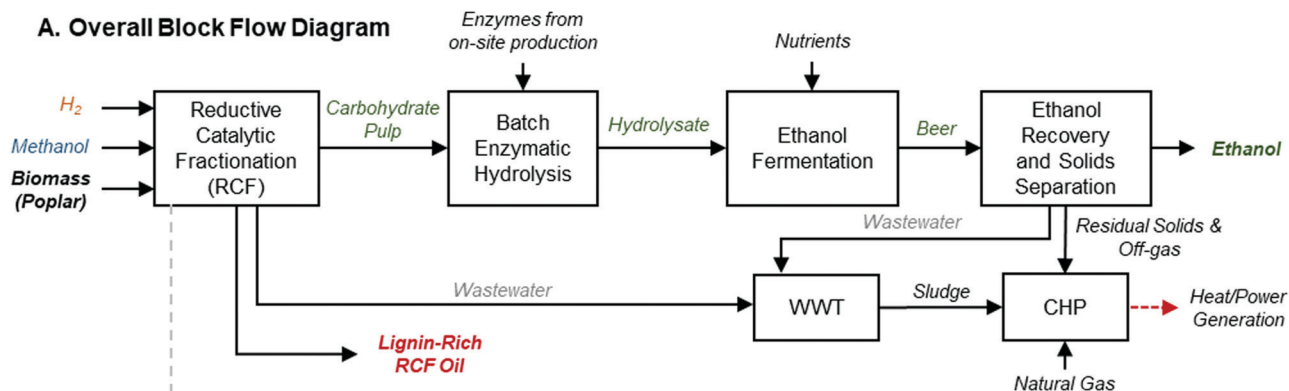 A. Overall Block Flow Diagram
Enzymes from
on-site production
Nutrients
H2
Methanol
Biomass
(Poplar)
Reductive
Catalytic
Fractionation
(RCF)
Carbohydrate
Pulp
Batch
Enzymatic
Hydrolysis
Hydrolysate
Ethanol
Fermentation
Beer
Ethanol
Recovery
and Solids
Separation
Ethanol
Wastewater
Residual Solids &
Off-gas
Wastewater
WWT
Sludge
CHP
Heat/Power
Generation
Lignin-Rich
RCF Oil
Natural Gas